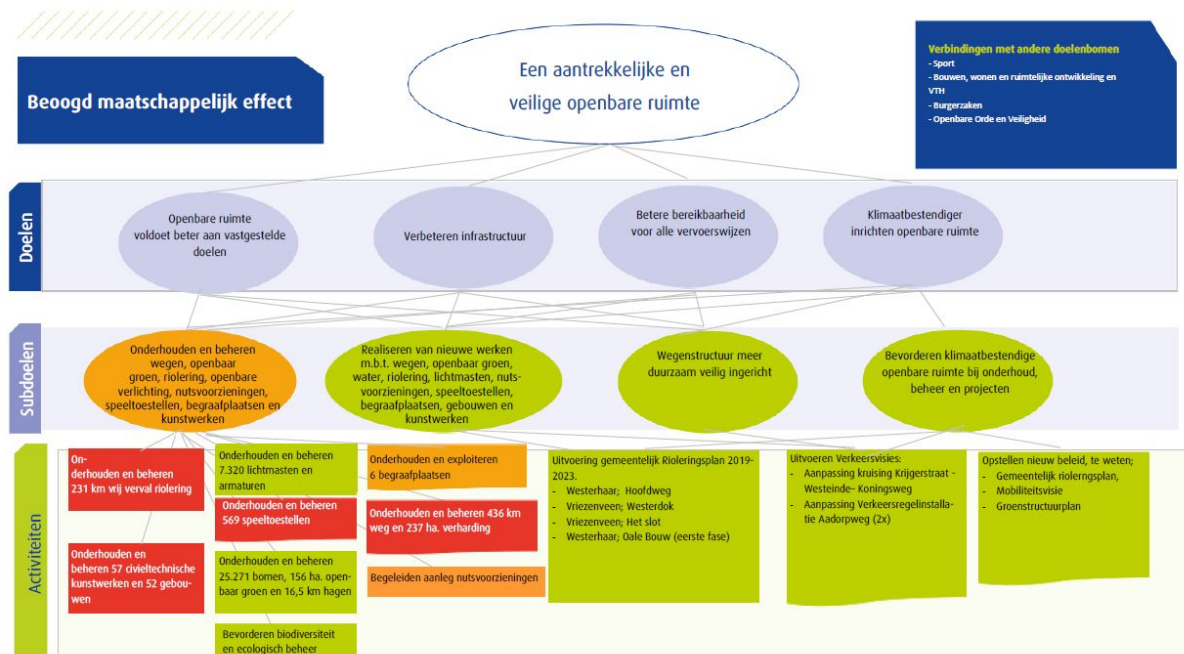 Beoogd maatschappelijk effect
Een aantrekkelijke en
veilige openbare ruimte
Verbindingen met andere doelenbomen
- Sport
- Bouwen, wonen en ruimtelijke ontwikkeling en
VTH
- Burgerzaken
- Openbare Orde en Veiligheid
Doelen
Openbare ruimte
voldoet beter aan vastgestelde
doelen
Verbeteren infrastructuur
Betere bereikbaarheid
voor alle vervoerswijzen
Klimaatbestendiger
inrichten openbare ruimte
Subdoelen
Onderhouden en beheren
wegen, openbaar
groen, riolering, openbare
verlichting, nutsvoorzieningen,
speeltoestellen, begraafplaatsen en
kunstwerken
Realiseren van nieuwe werken
m.b.t. wegen, openbaar groen,
water, riolering, lichtmasten, nuts-
voorzieningen, speeltoestellen,
begraafplaatsen, gebouwen en
kunstwerken
Wegenstructuur meer
duurzaam veilig ingericht
Bevorderen klimaatbestendige
openbare ruimte bij onderhoud,
beheer en projecten
Activiteiten
On-
derhouden en beheren
231 km vrij verval riolering
Onderhouden en
beheren 57 civieltechnische
kunstwerken en 52 gebou-
wen
Onderhouden en beheren
7.320 lichtmasten en
armaturen
Onderhouden en beheren
569 speeltoestellen
Onderhouden en beheren
25.271 bomen, 156 ha. open-
baar groen en 16,5 km hagen
Bevorderen biodiversiteit
en ecologisch beheer
Onderhouden en exploiteren
6 begraafplaatsen
Onderhouden en beheren 436 km
weg en 237 ha. verharding
Begeleiden aanleg nutsvoorzieningen
Uitvoering gemeentelijk Rioleringsplan 2019-
2023.
- Westerhaar; Hoofdweg
- Vriezenveen; Westerdok
- Vriezenveen; Het slot
- Westerhaar; Oale Bouw (eerste fase)
Uitvoeren Verkeersvisies:
- Aanpassing kruising Krijgerstraat -
Westeinde– Koningsweg
- Aanpassing Verkeersregelinstalla-
tie Aadorpweg (2x)
Opstellen nieuw beleid, te weten;
- Gemeentelijk riolerngsplan,
- Mobiliteitsvisie
- Groenstructuurplan